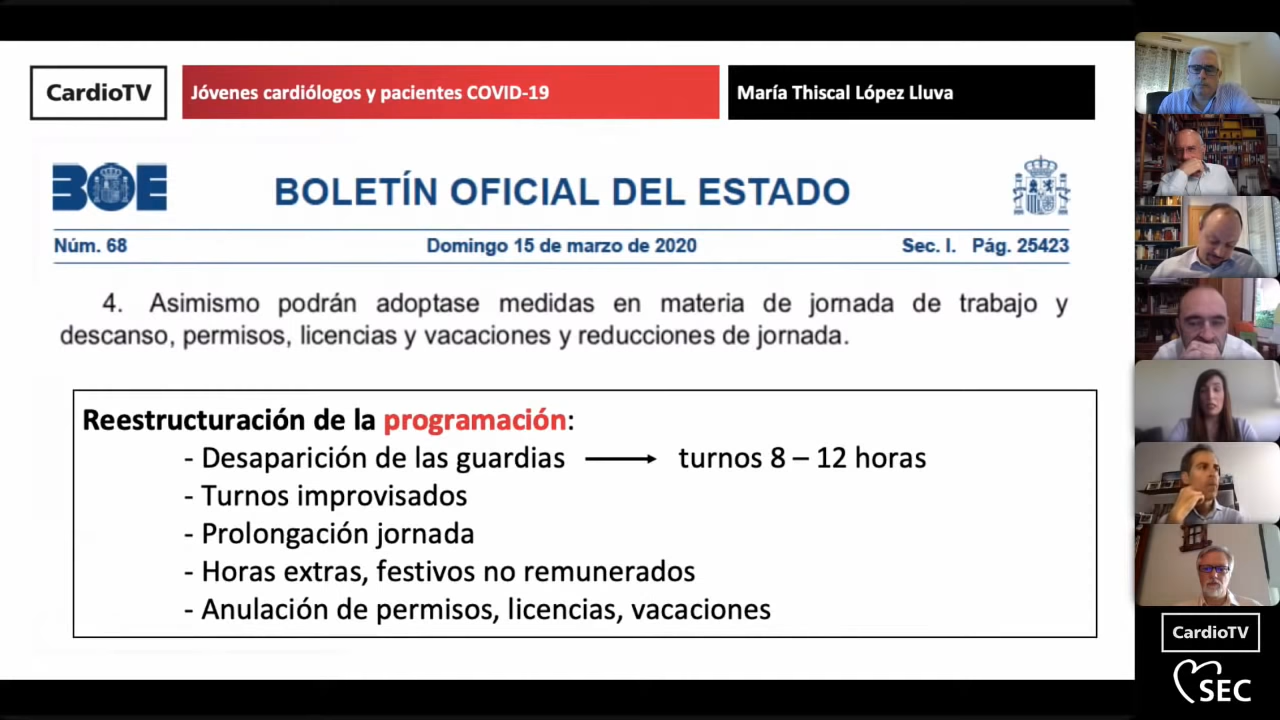 CardioTV
Jóvenes cardiólogos y pacientes COVID-19
María Thiscal López Lluva
BOE
BOLETÍN OFICIAL DEL ESTADO
Núm. 68
Domingo 15 de marzo de 2020
Sec. I. Pág. 25423
4. Asimismo podrán adoptase medidas en materia de jornada de trabajo y
descanso, permisos, licencias y vacaciones y reducciones de jornada.
Reestructuración de la programación:
- Desaparición de las guardias → turnos 8 – 12 horas
- Turnos improvisados
- Prolongación jornada
- Horas extras, festivos no remunerados
- Anulación de permisos, licencias, vacaciones
CardioTV
SEC